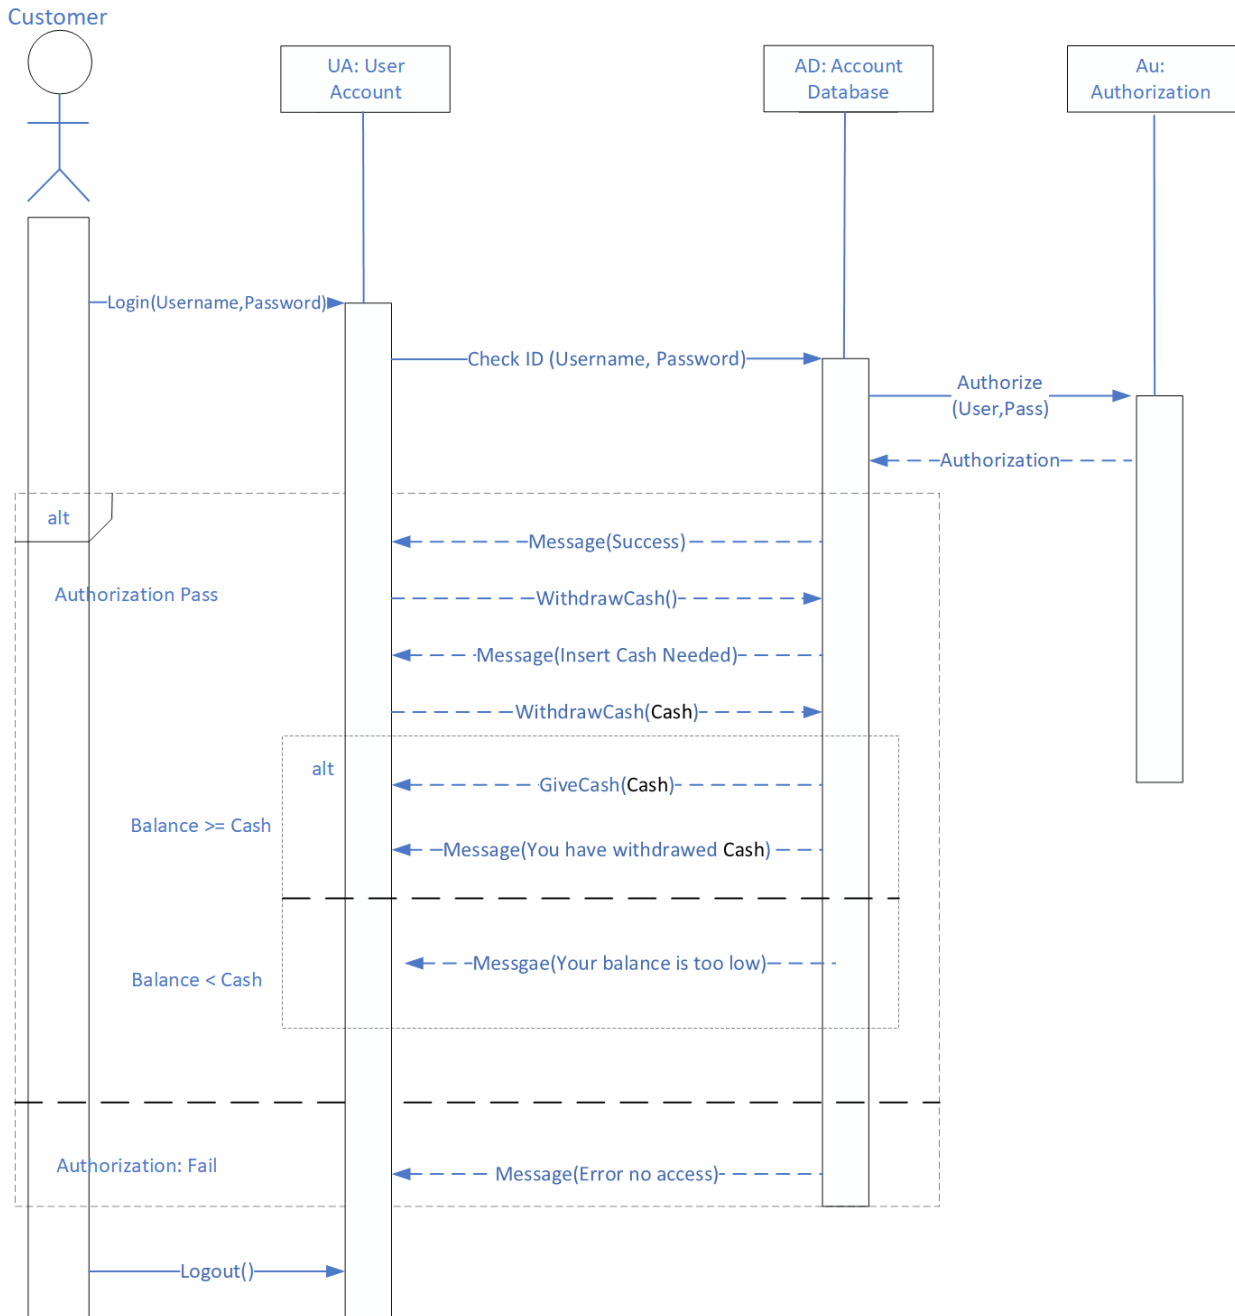 Customer
UA: User
Account
AD: Account
Database
Au:
Authorization
Login(Username,Password)
Check ID (Username, Password)
Authorize
(User,Pass)
Authorization
alt
Message(Success)
Authorization Pass
WithdrawCash()
Message(Insert Cash Needed)
WithdrawCash(Cash)
alt
GiveCash(Cash)
Balance >= Cash
Message(You have withdrawed Cash)
Messgae(Your balance is too low)
Balance < Cash
Authorization: Fail
Message(Error no access)
Logout()